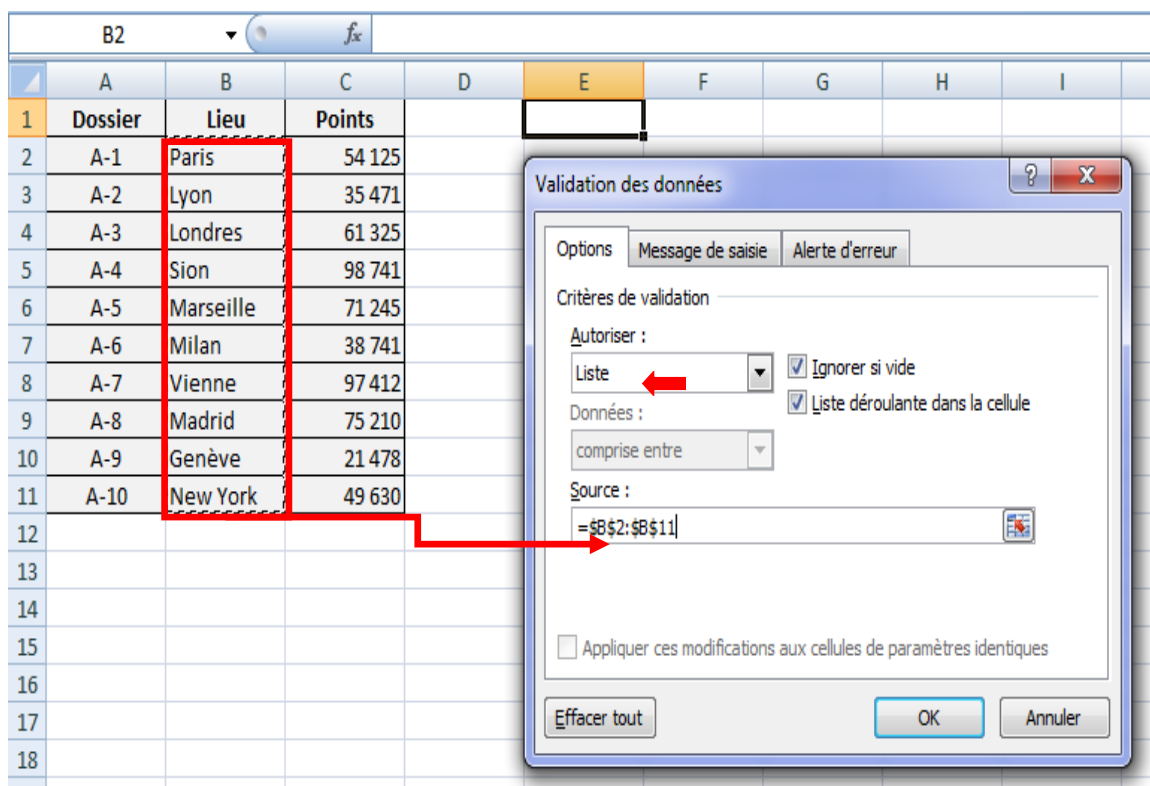 B2 fx
A B C D E F G H I
1 Dossier Lieu Points
2 A-1 Paris 54 125
3 A-2 Lyon 35 471
4 A-3 Londres 61 325
5 A-4 Sion 98 741
6 A-5 Marseille 71 245
7 A-6 Milan 38 741
8 A-7 Vienne 97 412
9 A-8 Madrid 75 210
10 A-9 Genève 21 478
11 A-10 New York 49 630
12
13
14
15
16
17
18
Validation des données ? X
Options Message de saisie Alerte d'erreur
Critères de validation
Autoriser :
Liste
Ignorer si vide
Données :
Liste déroulante dans la cellule
comprise entre
Source :
=$B$2:$B$11
Appliquer ces modifications aux cellules de paramètres identiques
Effacer tout OK Annuler